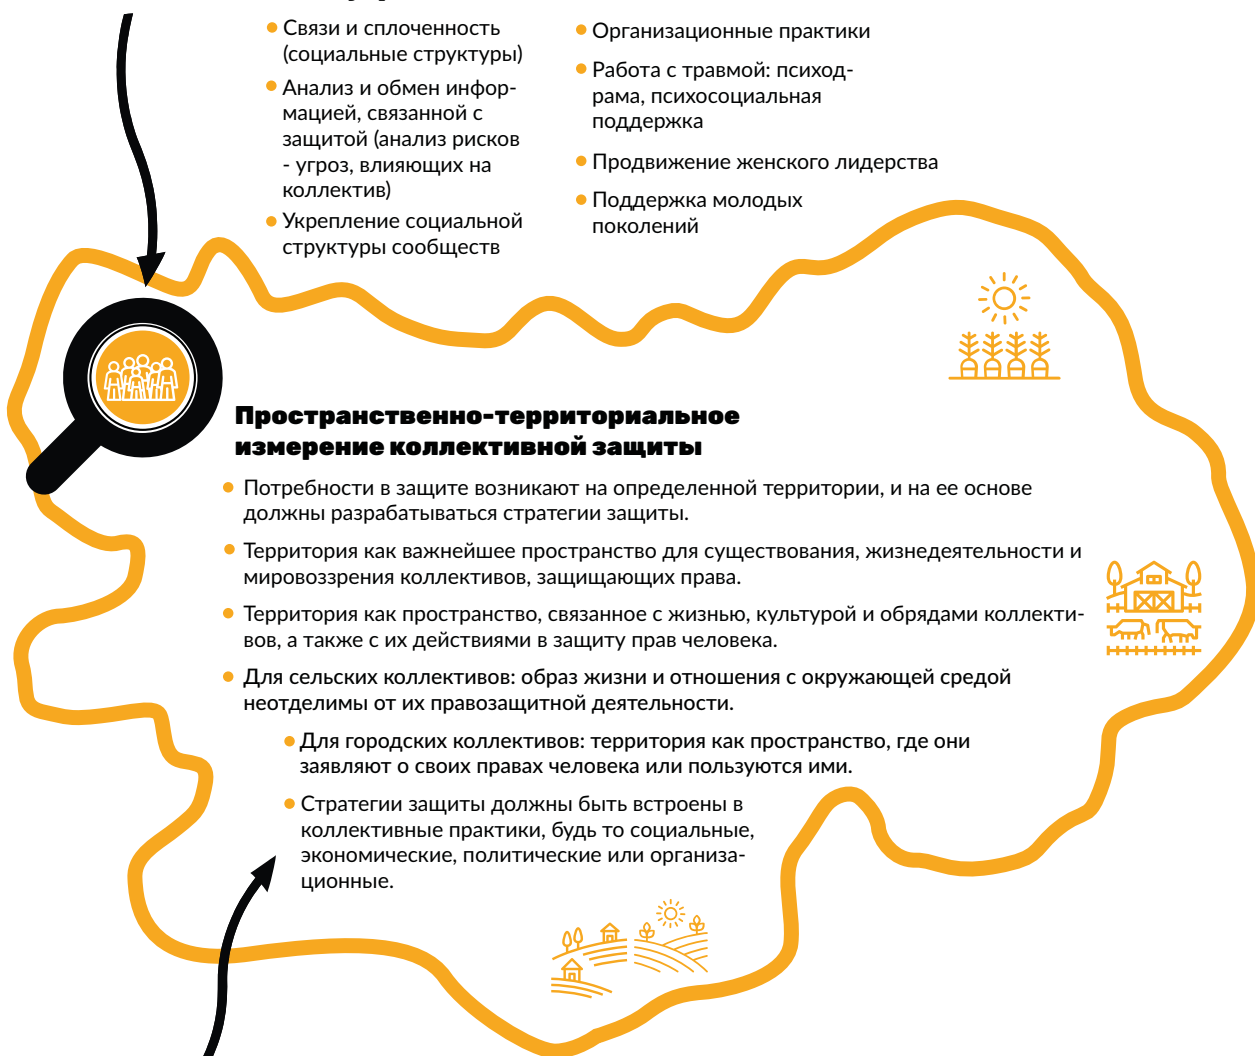 Связи и сплоченность
(социальные структуры)
Анализ и обмен инфор-
мацией, связанной с
защитой (анализ рисков
- угроз, влияющих на
коллектив)
Укрепление социальной
структуры сообществ
Организационные практики
Работа с травмой: психод-
рама, психосоциальная
поддержка
Продвижение женского лидерства
Поддержка молодых
поколений
Пространственно-территориальное
измерение коллективной защиты
Потребности в защите возникают на определенной территории, и на ее основе
должны разрабатываться стратегии защиты.
Территория как важнейшее пространство для существования, жизнедеятельности и
мировоззрения коллективов, защищающих права.
Территория как пространство, связанное с жизнью, культурой и обрядами коллекти-
вов, а также с их действиями в защиту прав человека.
Для сельских коллективов: образ жизни и отношения с окружающей средой
неотделимы от их правозащитной деятельности.
Для городских коллективов: территория как пространство, где они
заявляют о своих правах человека или пользуются ими.
Стратегии защиты должны быть встроены в
коллективные практики, будь то социальные,
экономические, политические или организа-
ционные.